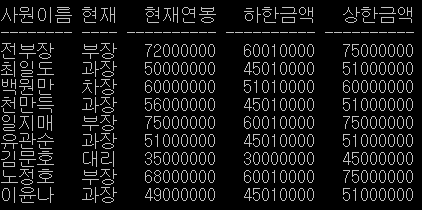 사원이름 현재 현재연봉 하한금액 상한금액
-------- ---- ---------- ---------- ----------
전부장 부장 72000000 60010000 75000000
최일도 과장 50000000 45010000 51000000
백원만 차장 60000000 51010000 60000000
천만득 과장 56000000 45010000 51000000
일지매 부장 75000000 60010000 75000000
유관순 과장 51000000 45010000 51000000
김문호 대리 35000000 30000000 45000000
노정호 부장 68000000 60010000 75000000
이윤나 과장 49000000 45010000 51000000